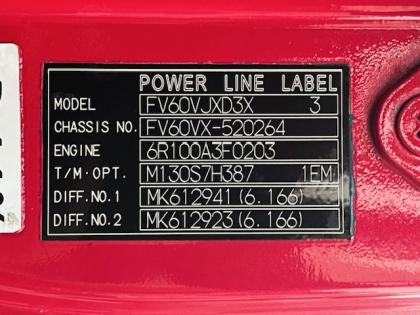 POWER LINE LABEL
MODEL FV60VJXD3X 3
CHASSIS NO. FV60VX-520264
ENGINE 6R100A3F0203
T/M·OPT. M130S7H387 1EM
DIFF.NO.1 MK612941(6.166)
DIFF.NO.2 MK612923(6.166)